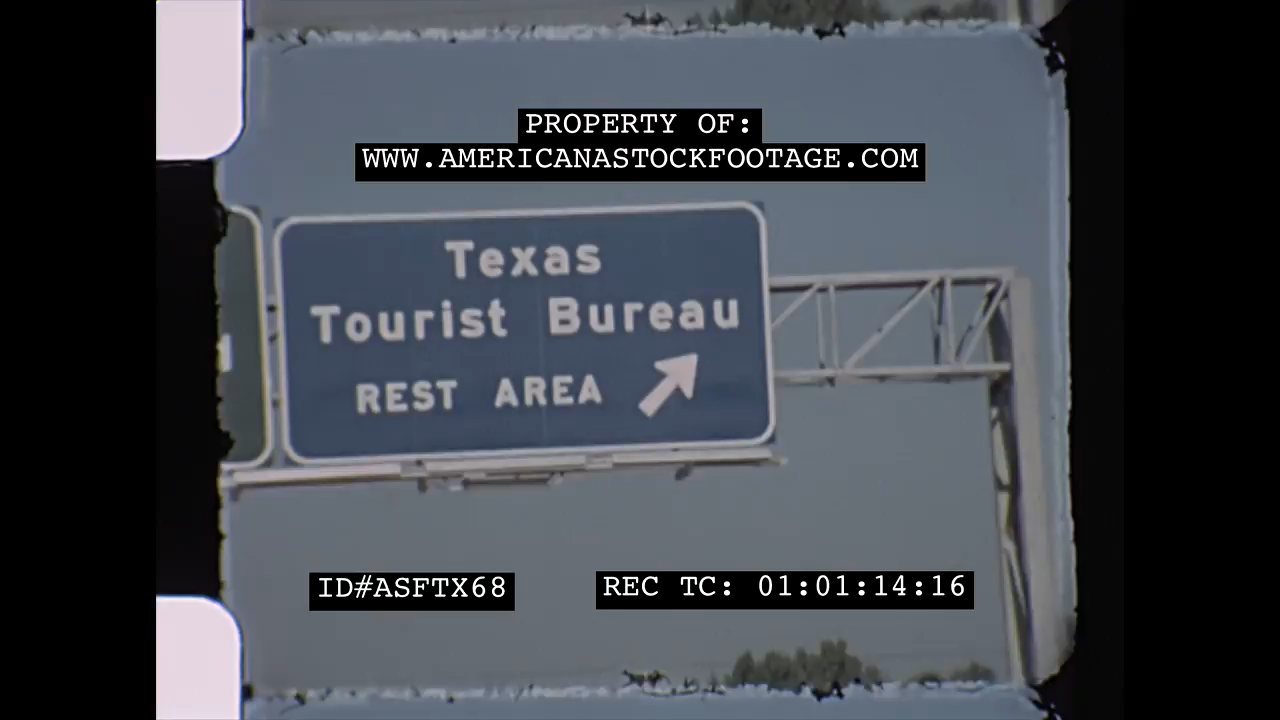 PROPERTY OF:
WWW.AMERICANASTOCKFOOTAGE.COM
Texas
Tourist Bureau
REST AREA
ID#ASFTX68
REC TC: 01:01:14:16